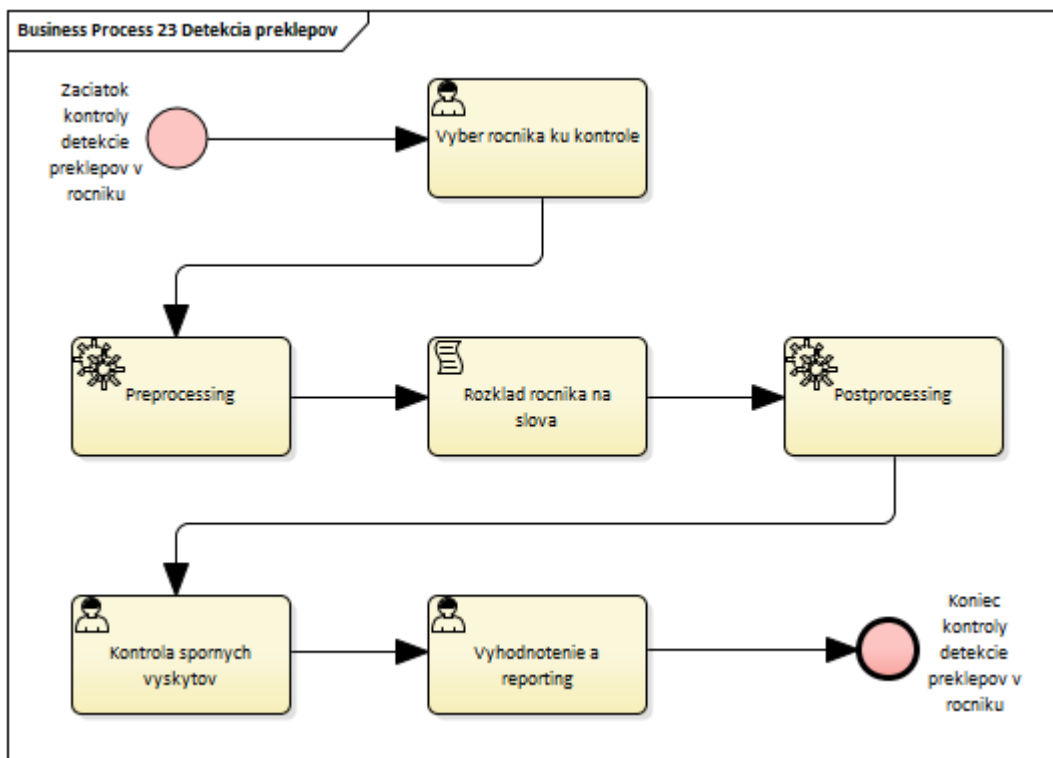 Business Process 23 Detekcia preklepov
Zaciatok
kontroly
detekcie
preklepov v
rocniku
Vyber rocnika ku kontrole
Preprocessing
Rozklad rocnika na
slova
Postprocessing
Kontrola spornych
vyskytov
Vyhodnotenie a
reporting
Koniec
kontroly
detekcie
preklepov v
rocniku